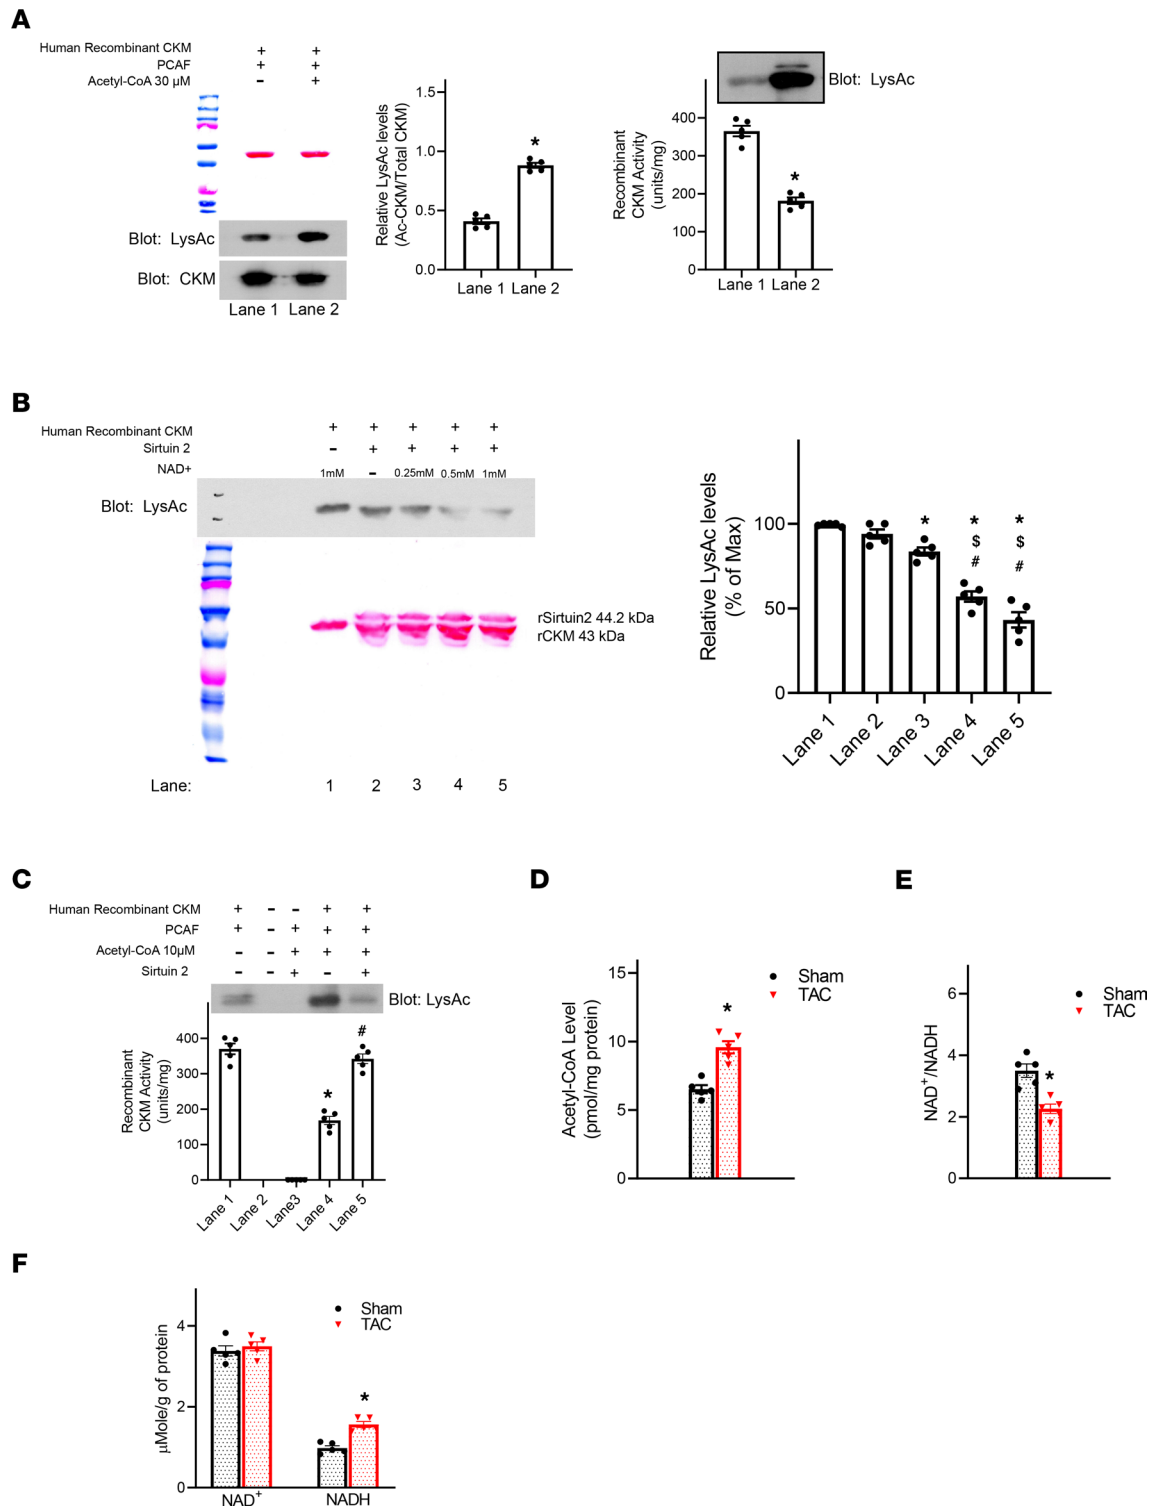 A
Human Recombinant CKM + +
PCAF + +
Acetyl-CoA 30 µM - +
Blot: LysAc
Blot: CKM
Lane 1 Lane 2
Relative LysAc levels
(Ac-CKM/Total CKM)
1.5
1.0
0.5
0.0
Lane 1 Lane 2
*
Blot: LysAc
Recombinant
CKM Activity
(units/mg)
400
300
200
100
0
*
Lane 1 Lane 2
B
Human Recombinant CKM + + + + +
Sirtuin 2 - + + + +
NAD+ 1mM - 0.25mM 0.5mM 1mM
Blot: LysAc
rSirtuin2 44.2 kDa
rCKM 43 kDa
Lane: 1 2 3 4 5
Relative LysAc levels
(% of Max)
100
50
0
* * *
$ $
# #
Lane 1 Lane 2 Lane 3 Lane 4 Lane 5
C
Human Recombinant CKM + - - + +
PCAF + - + + +
Acetyl-CoA 10µM - - + + +
Sirtuin 2 - - + - +
Blot: LysAc
Recombinant
CKM Activity
(units/mg)
400
300
200
100
0
* #
Lane 1 Lane 2 Lane3 Lane 4 Lane 5
D
Acetyl-CoA Level
(pmol/mg protein)
15
10
5
0
Sham
TAC
*
E
NAD+/NADH
6
4
2
0
Sham
TAC
*
F
µMole/g of protein
4
2
0
Sham
TAC
*
NAD+ NADH